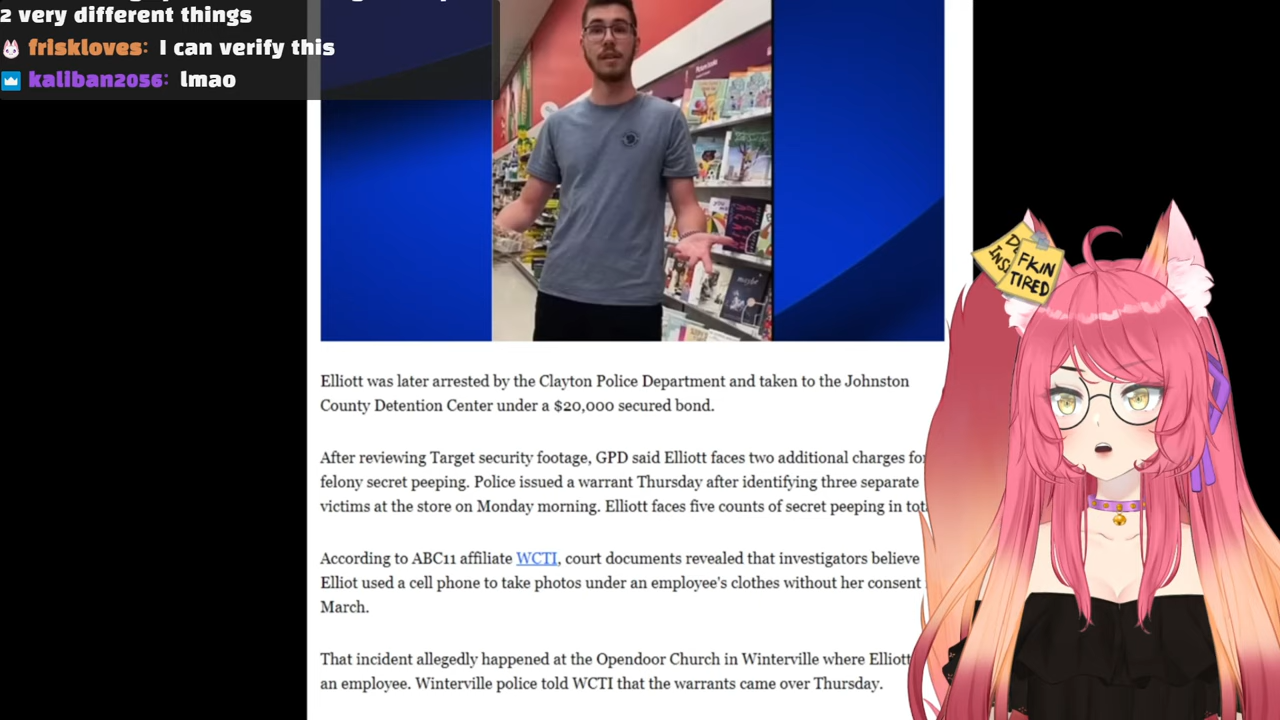 2 very different things
friskloves: I can verify this
kaliban2056: lmao
FKIN
TIRED
Elliott was later arrested by the Clayton Police Department and taken to the Johnston
County Detention Center under a $20,000 secured bond.
After reviewing Target security footage, GPD said Elliott faces two additional charges for
felony secret peeping. Police issued a warrant Thursday after identifying three separate
victims at the store on Monday morning. Elliott faces five counts of secret peeping in
According to ABC11 affiliate WCTI, court documents revealed that investigators believe
Elliot used a cell phone to take photos under an employee's clothes without her consent
March.
That incident allegedly happened at the Opendoor Church in Winterville where Elliott
an employee. Winterville police told WCTI that the warrants came over Thursday.